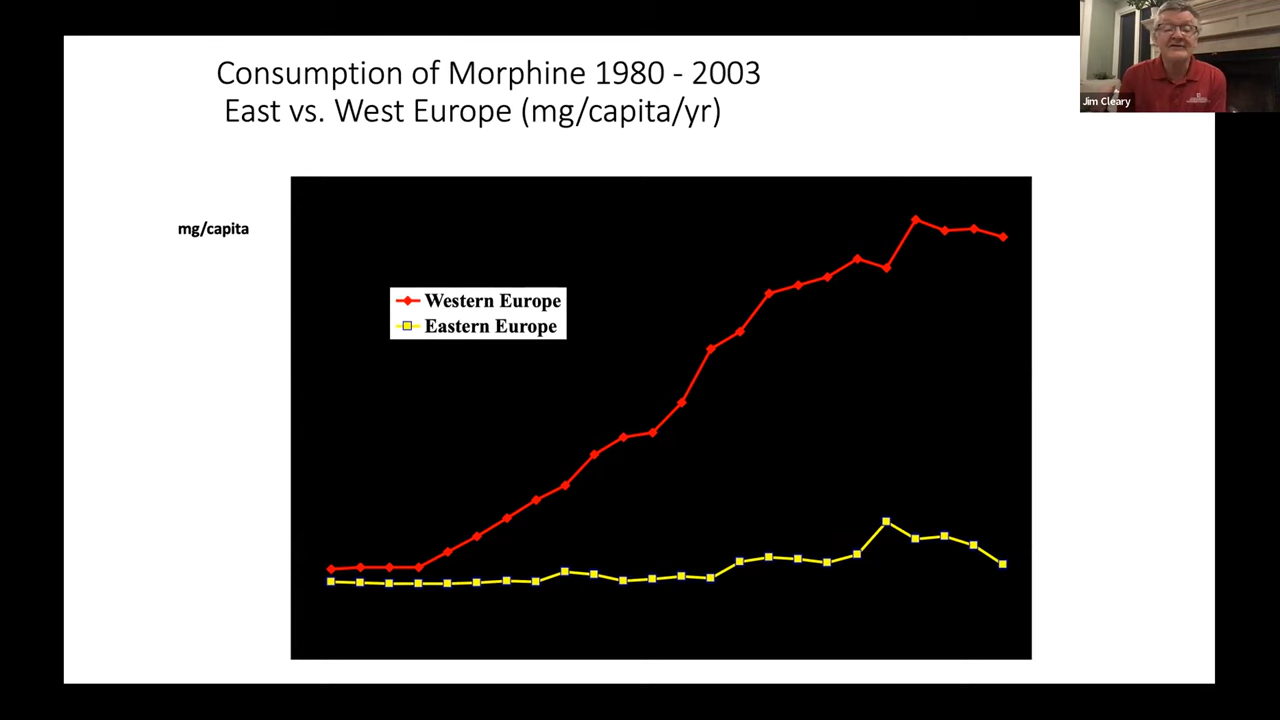 Consumption of Morphine 1980 - 2003
East vs. West Europe (mg/capita/yr)
Jim Cleary
mg/capita
Western Europe
Eastern Europe